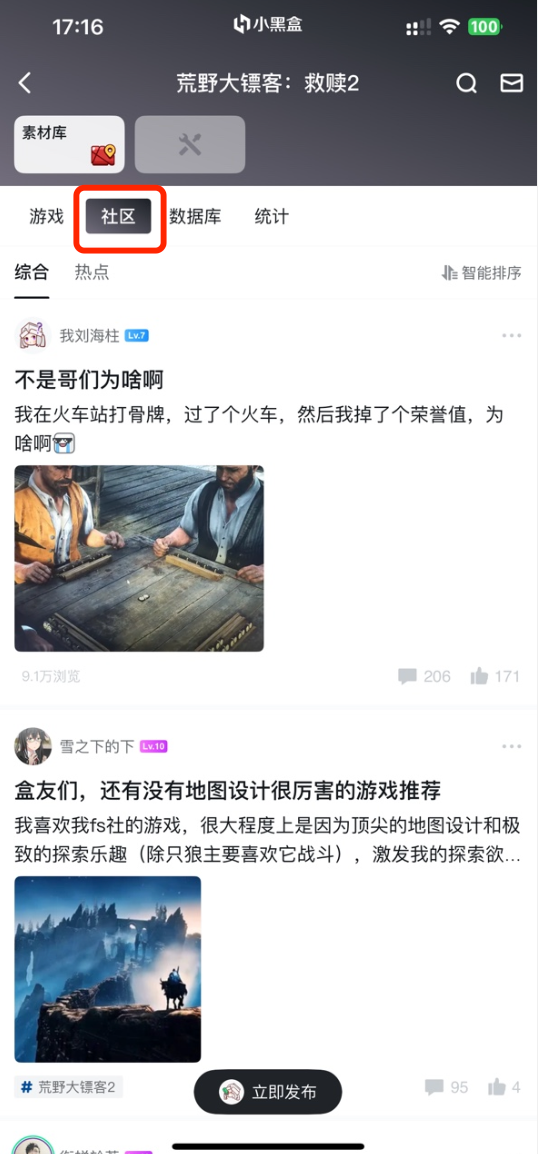 17:16
小黑盒
100
荒野大镖客：救赎2
素材库
游戏
社区
数据库
统计
综合
热点
智能排序
我刘海柱
Lv.7
不是哥们为啥啊
我在火车站打骨牌，过了个火车，然后我掉了个荣誉值，为
啥啊
9.1万浏览
206
171
雪之下的下
Lv.10
盒友们，还有没有地图设计很厉害的游戏推荐
我喜欢我fs社的游戏，很大程度上是因为顶尖的地图设计和极
致的探索乐趣（除只狼主要喜欢它战斗），激发我的探索欲...
# 荒野大镖客2
立即发布
95
4